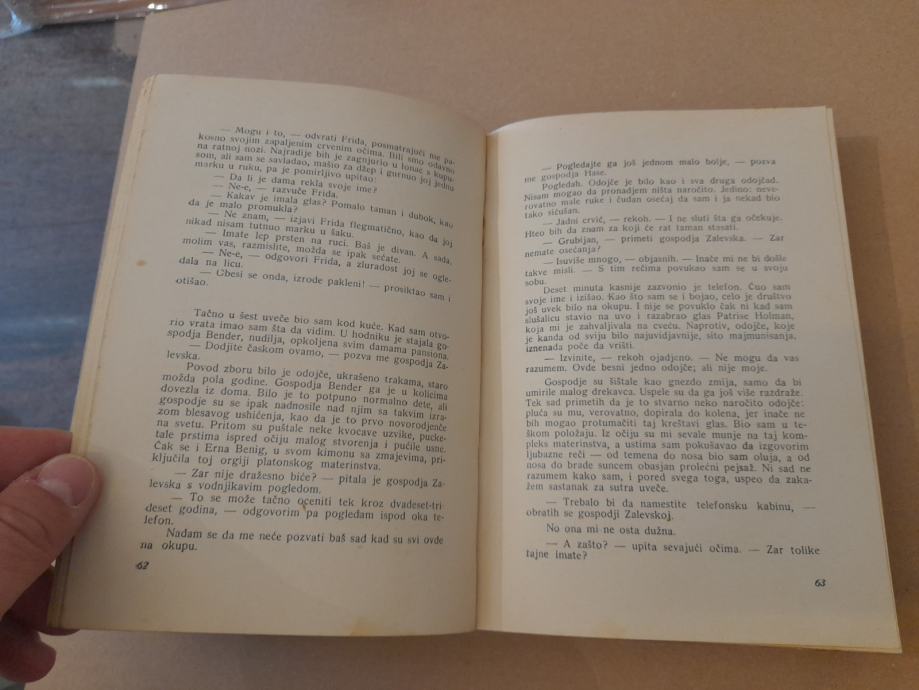 — Mogu i to, — odvrati Frida, posmatrajući me pa-
kosno svojim zapaljenim crvenim očima. Bili smo odavno
na ratnoj nozi. Najradije bih je zagnjurio u lonac s kupu-
som, ali sam se savladao, mašio za džep i gurnuo joj jednu
marku u ruku, pa je pomirljivo upitao:
— Da li je dama rekla svoje ime?
— Ne-e, — razvuče Frida.
— Kakav je imala glas? Pomalo taman i dubok, kao
da je malo promukla?
— Ne znam, — izjavi Frida flegmatično, kao da joj
nikad nisam tutnuo marku u šaku.
— Imate lep prsten na ruci. Baš je divan. A sada,
molim vas, razmislite, možda se ipak sećate.
— Ne-e, — odgovori Frida, a zluradost joj se ogle-
dala na licu.
— Obesi se onda, izrode pakleni! — prosiktao sam i
otišao.
Tačno u šest uveče bio sam kod kuće. Kad sam otvo-
rio vrata imao sam šta da vidim. U hodniku je stajala go-
spodja Bender, nudilja, opkoljena svim damama pansiona.
— Dodjite časkom ovamo, — pozva me gospodja Za-
levska.
Povod zboru bilo je odojče, ukrašeno trakama, staro
možda pola godine. Gospodja Bender ga je u kolicima
dovezla iz doma. Bilo je to potpuno normalno dete, ali
gospodje su se ipak nadnosile nad njim sa takvim izra-
zom blesavog ushićenja, kao da je to prvo novorodjenče
na svetu. Pritom su puštale neke kvocave uzvike, pucke-
tale prstima ispred očiju malog stvorenja i pućile usne.
Čak se i Erna Benig, u svom kimonu sa zmajevima, pri-
ključila toj orgiji platonskog materinstva.
— Zar nije dražesno biće? — pitala je gospodja Za-
levska s vodnjikavim pogledom.
— To se može tačno oceniti tek kroz dvadeset-tri
deset godina, — odgovorim pa pogledam ispod oka te-
lefon.
Nadam se da me neće pozvati baš sad kad su svi ovde
na okupu.
62
— Pogledajte ga još jednom malo bolje, — pozva
me gospodja Hase.
Pogledah. Odojče je bilo kao i sva druga odojčad.
Nisam mogao da pronadjem ništa naročito. Jedino: neve-
rovatno male ruke i čudan osećaj da sam i ja nekad bio
tako sićušan.
— Jadni crvić, — rekoh. — I ne sluti šta ga očekuje.
Hteo bih da znam za koji će rat taman stasati.
— Grubijan, — primeti gospodja Zalevska. — Zar
nemate osećanja?
— Isuviše mnogo, — objasnih. — Inače mi ne bi došle
takve misli. — S tim rečima povukao sam se u svoju
sobu.
Deset minuta kasnije zazvonio je telefon. Čuo sam
svoje ime i izišao. Kao što sam se i bojao, celo je društvo
još uvek bilo na okupu. I nije se povuklo čak ni kad sam
slušalicu stavio na uvo i razabrao glas Patrise Holman,
koja mi je zahvaljivala na cveću. Naprotiv, odojče, koje
je kanda od sviju bilo najuvidjavnije, sito majmunisanja,
iznenada poče da vrišti.
— Izvinite, — rekoh ojadjeno. — Ne mogu da vas
razumem. Ovde besni jedno odojče; ali nije moje.
Gospodje su šištale kao gnezdo zmija, samo da bi
umirile malog drekavca. Uspele su da ga još više razdraže.
Tek sad primetih da je to stvarno neko naročito odojče:
pluća su mu, verovatno, dopirala do kolena, jer inače ne
bih mogao protumačiti taj kreštavi glas. Bio sam u te-
škom položaju. Iz očiju su mi sevale munje na taj kom-
pleks materinstva, a ustima sam pokušavao da izgovorim
ljubazne reči — od temena do nosa bio sam oluja, a od
nosa do brade suncem obasjan prolećni pejsaž. Ni sad ne
razumem kako sam, i pored svega toga, uspeo da zaka-
žem sastanak za sutra uveče.
— Trebalo bi da namestite telefonsku kabinu, —
obratih se gospodji Zalevskoj.
No ona mi ne osta dužna.
— A zašto? — upita sevajući očima. — Zar tolike
tajne imate?
63